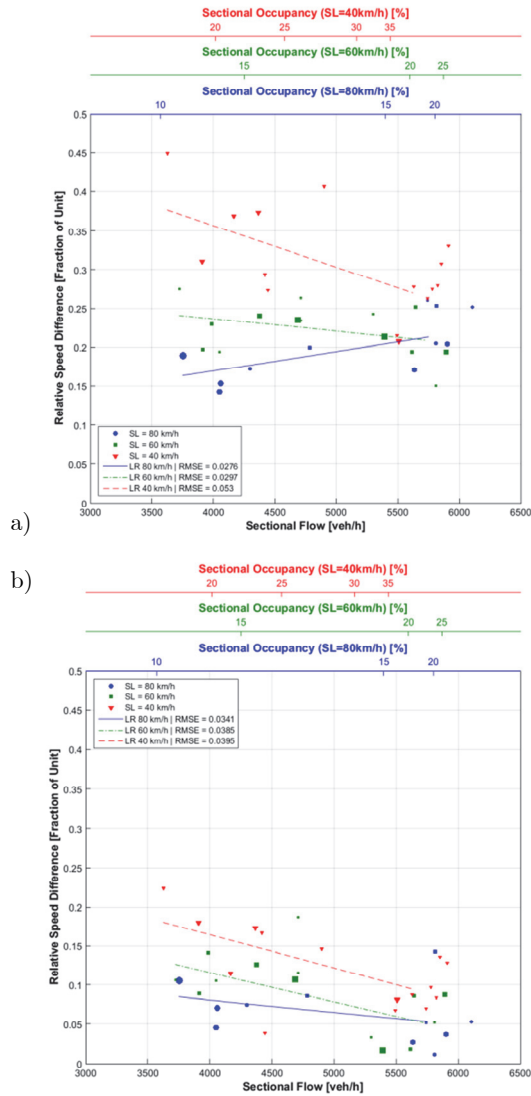 Sectional Occupancy (SL=40km/h) [%]
20 25 30 35
Sectional Occupancy (SL=60km/h) [%]
15 20 25
Sectional Occupancy (SL=80km/h) [%]
10 15 20
0.5
0.45
0.4
0.35
0.3
0.25
0.2
0.15
0.1
0.05
0
Relative Speed Difference [Fraction of Unit]
SL = 80 km/h
SL = 60 km/h
SL = 40 km/h
LR 80 km/h | RMSE = 0.0276
LR 60 km/h | RMSE = 0.0297
LR 40 km/h | RMSE = 0.053
3000 3500 4000 4500 5000 5500 6000 6500
Sectional Flow [veh/h]
a)
b)
Sectional Occupancy (SL=40km/h) [%]
20 25 30 35
Sectional Occupancy (SL=60km/h) [%]
15 20 25
Sectional Occupancy (SL=80km/h) [%]
10 15 20
SL = 80 km/h
SL = 60 km/h
SL = 40 km/h
LR 80 km/h | RMSE = 0.0341
LR 60 km/h | RMSE = 0.0385
LR 40 km/h | RMSE = 0.0395
0.5
0.45
0.4
0.35
0.3
0.25
0.2
0.15
0.1
0.05
0
Relative Speed Difference [Fraction of Unit]
3000 3500 4000 4500 5000 5500 6000 6500
Sectional Flow [veh/h]